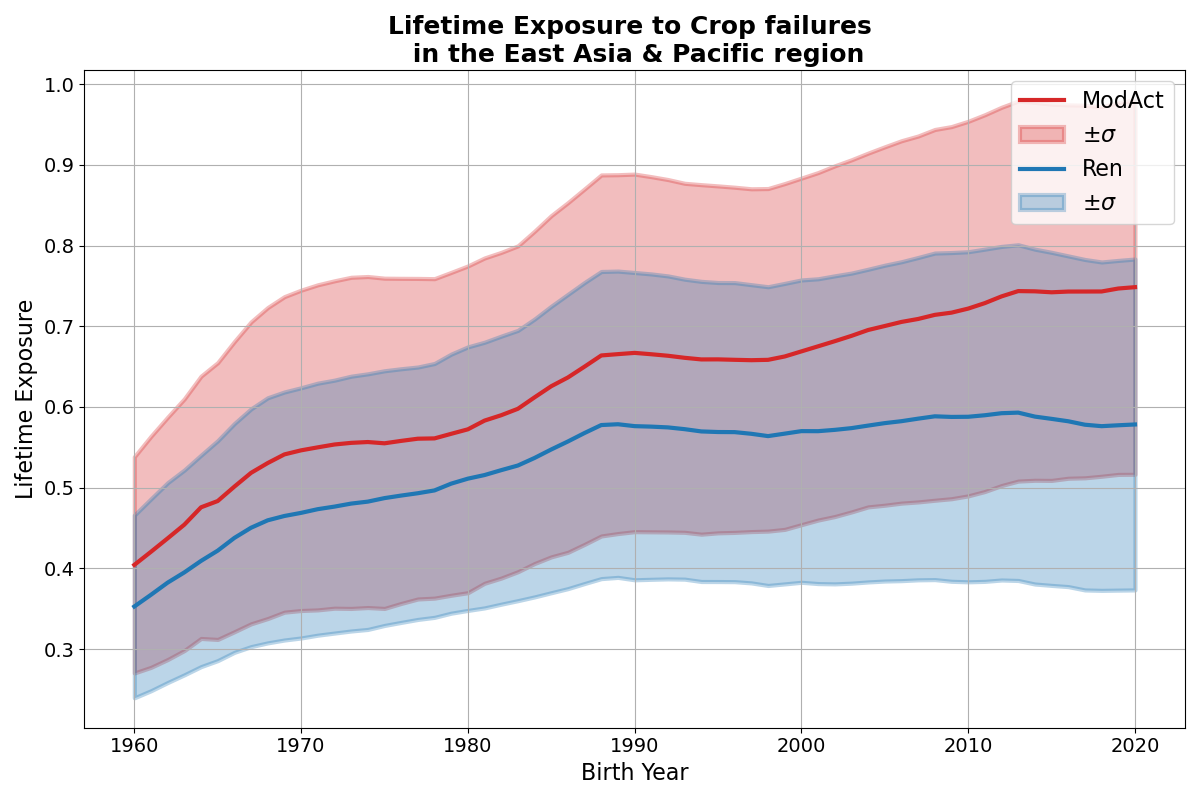 Lifetime Exposure to Crop failures
in the East Asia & Pacific region
1.0
0.9
0.8
0.7
0.6
0.5
0.4
0.3
Lifetime Exposure
1960
1970
1980
1990
2000
2010
2020
Birth Year
ModAct
±σ
Ren
±σ